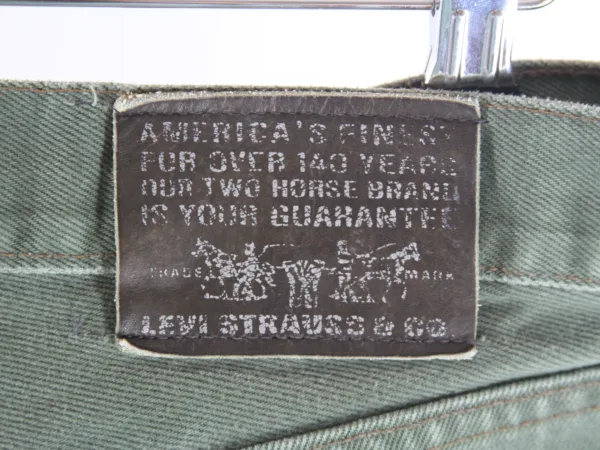 AMERICA'S FINEST
FOR OVER 140 YEARS
OUR TWO HORSE BRAND
IS YOUR GUARANTEE
TRADE MARK
LEVI STRAUSS & CO